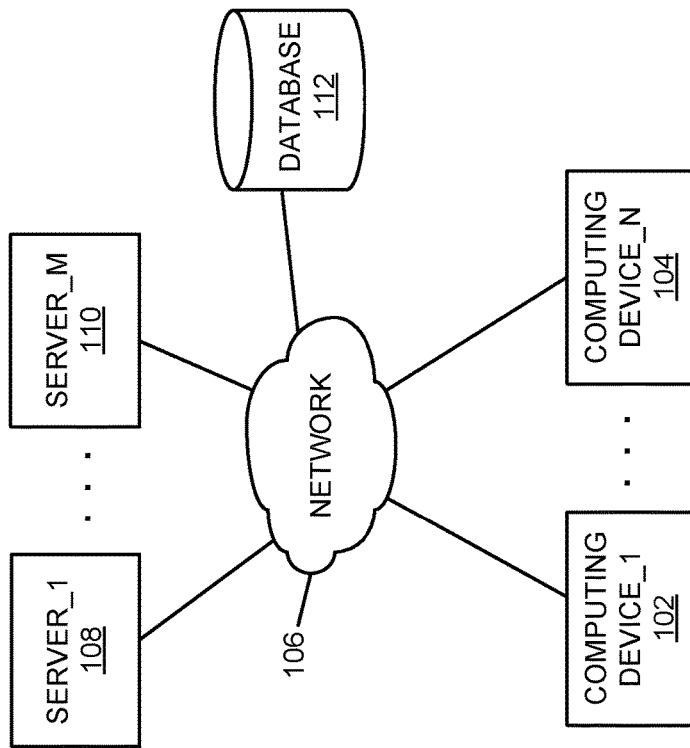 SERVER_1
108
. . .
SERVER_M
110
DATABASE
112
NETWORK
106
COMPUTING
DEVICE_1
102
. . .
COMPUTING
DEVICE_N
104